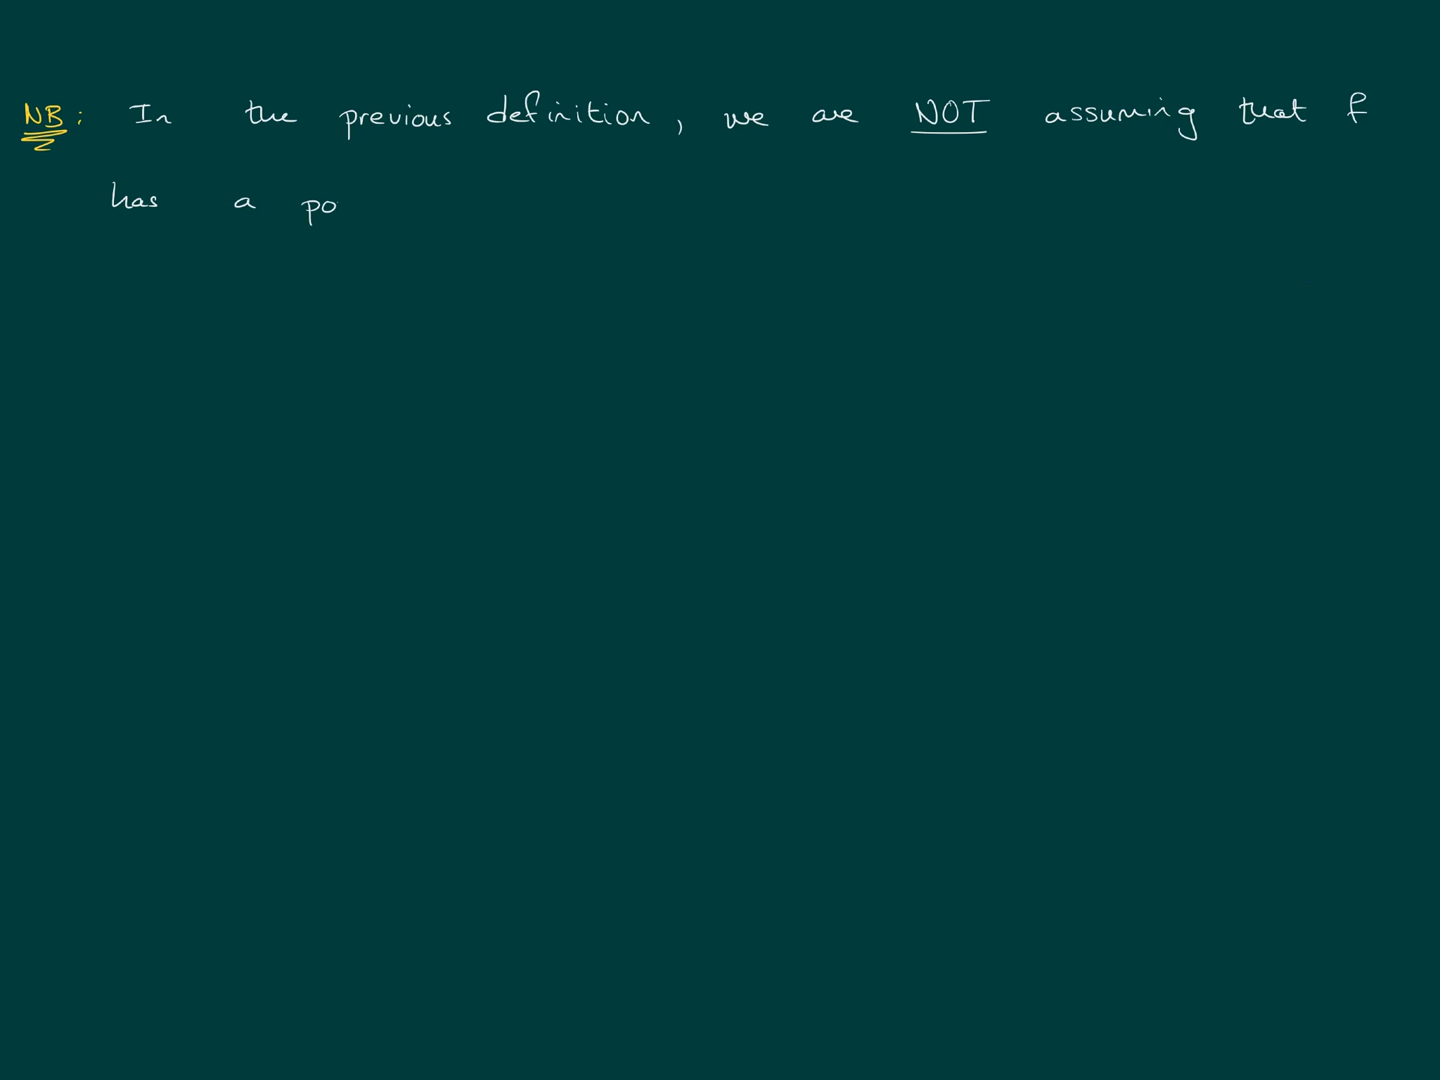 NB: In the previous definition, we are NOT assuming that f
has a po